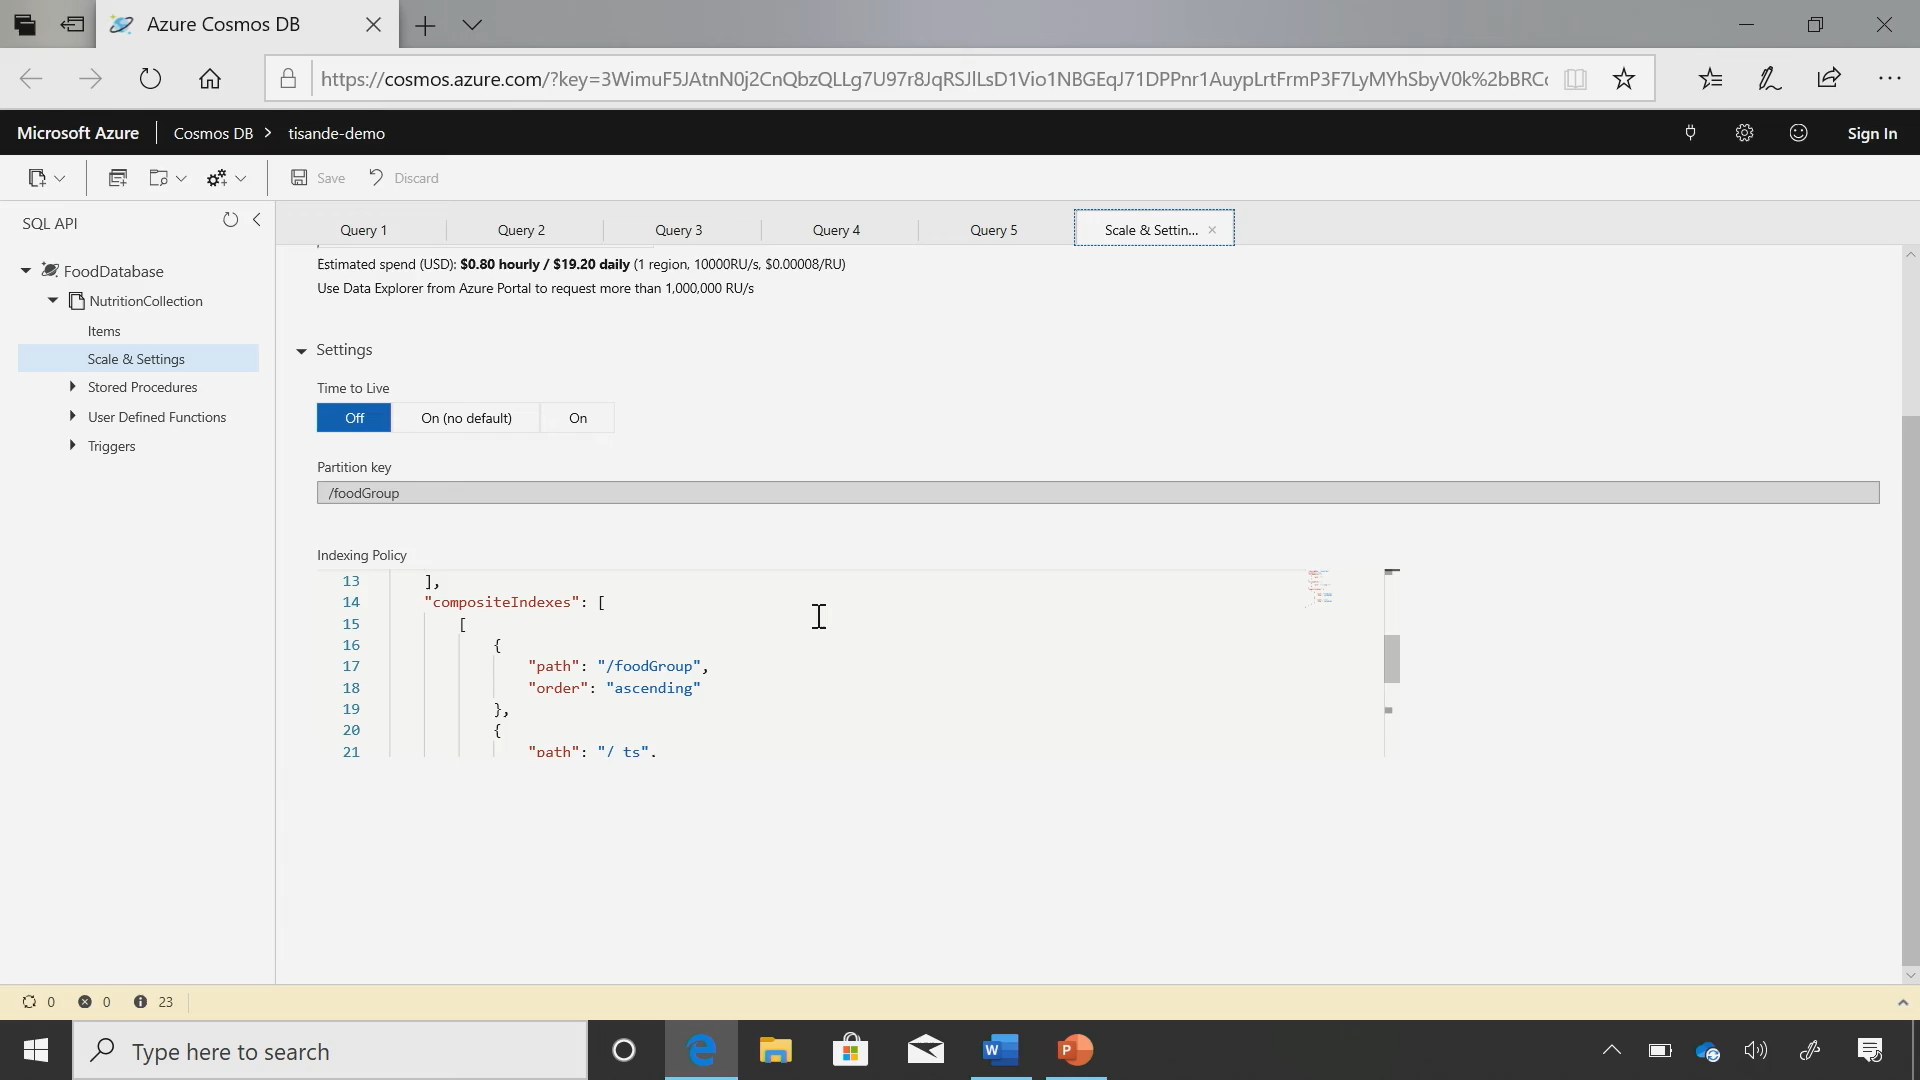 Azure Cosmos DB
https://cosmos.azure.com/?key=3WimuF5JAtnN0j2CnQbzQLLg7U97r8JqRSJlLsD1Vio1NBGEqJ71DPPnr1AuypLrtFrmP3F7LyMYhSbyV0k%2bBRCc
Microsoft Azure
Cosmos DB > tisande-demo
Sign In
Save
Discard
SQL API
Query 1
Query 2
Query 3
Query 4
Query 5
Scale & Settin...
FoodDatabase
NutritionCollection
Items
Scale & Settings
Stored Procedures
User Defined Functions
Triggers
Estimated spend (USD): $0.80 hourly / $19.20 daily (1 region, 10000RU/s, $0.00008/RU)
Use Data Explorer from Azure Portal to request more than 1,000,000 RU/s
Settings
Time to Live
Off
On (no default)
On
Partition key
/foodGroup
Indexing Policy
13 ],
14 "compositeIndexes": [
15 [
16 {
17 "path": "/foodGroup",
18 "order": "ascending"
19 },
20 {
21 "path": "/_ts",
0
0
23
Type here to search